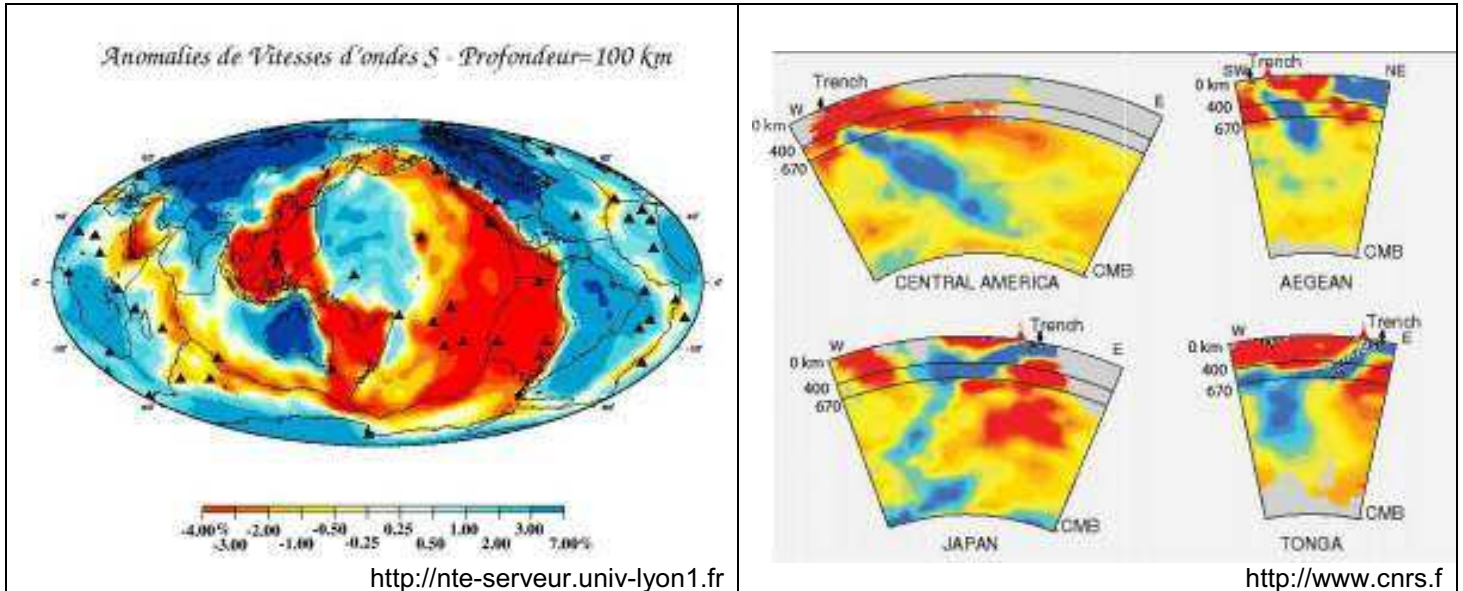 Anomalies de Vitesses d'ondes S - Profondeur=100 km
-4.00% -2.00 -0.50 0.25 1.00 3.00
-3.00 -1.00 -0.25 0.50 2.00 7.00%
http://nte-serveur.univ-lyon1.fr
Trench
W
E
0 km
400
670
CMB
CENTRAL AMERICA
SW
Trench
NE
0 km
400
670
CMB
AEGEAN
W
Trench
E
0 km
400
670
CMB
JAPAN
W
Trench
E
0 km
400
670
CMB
TONGA
http://www.cnrs.f